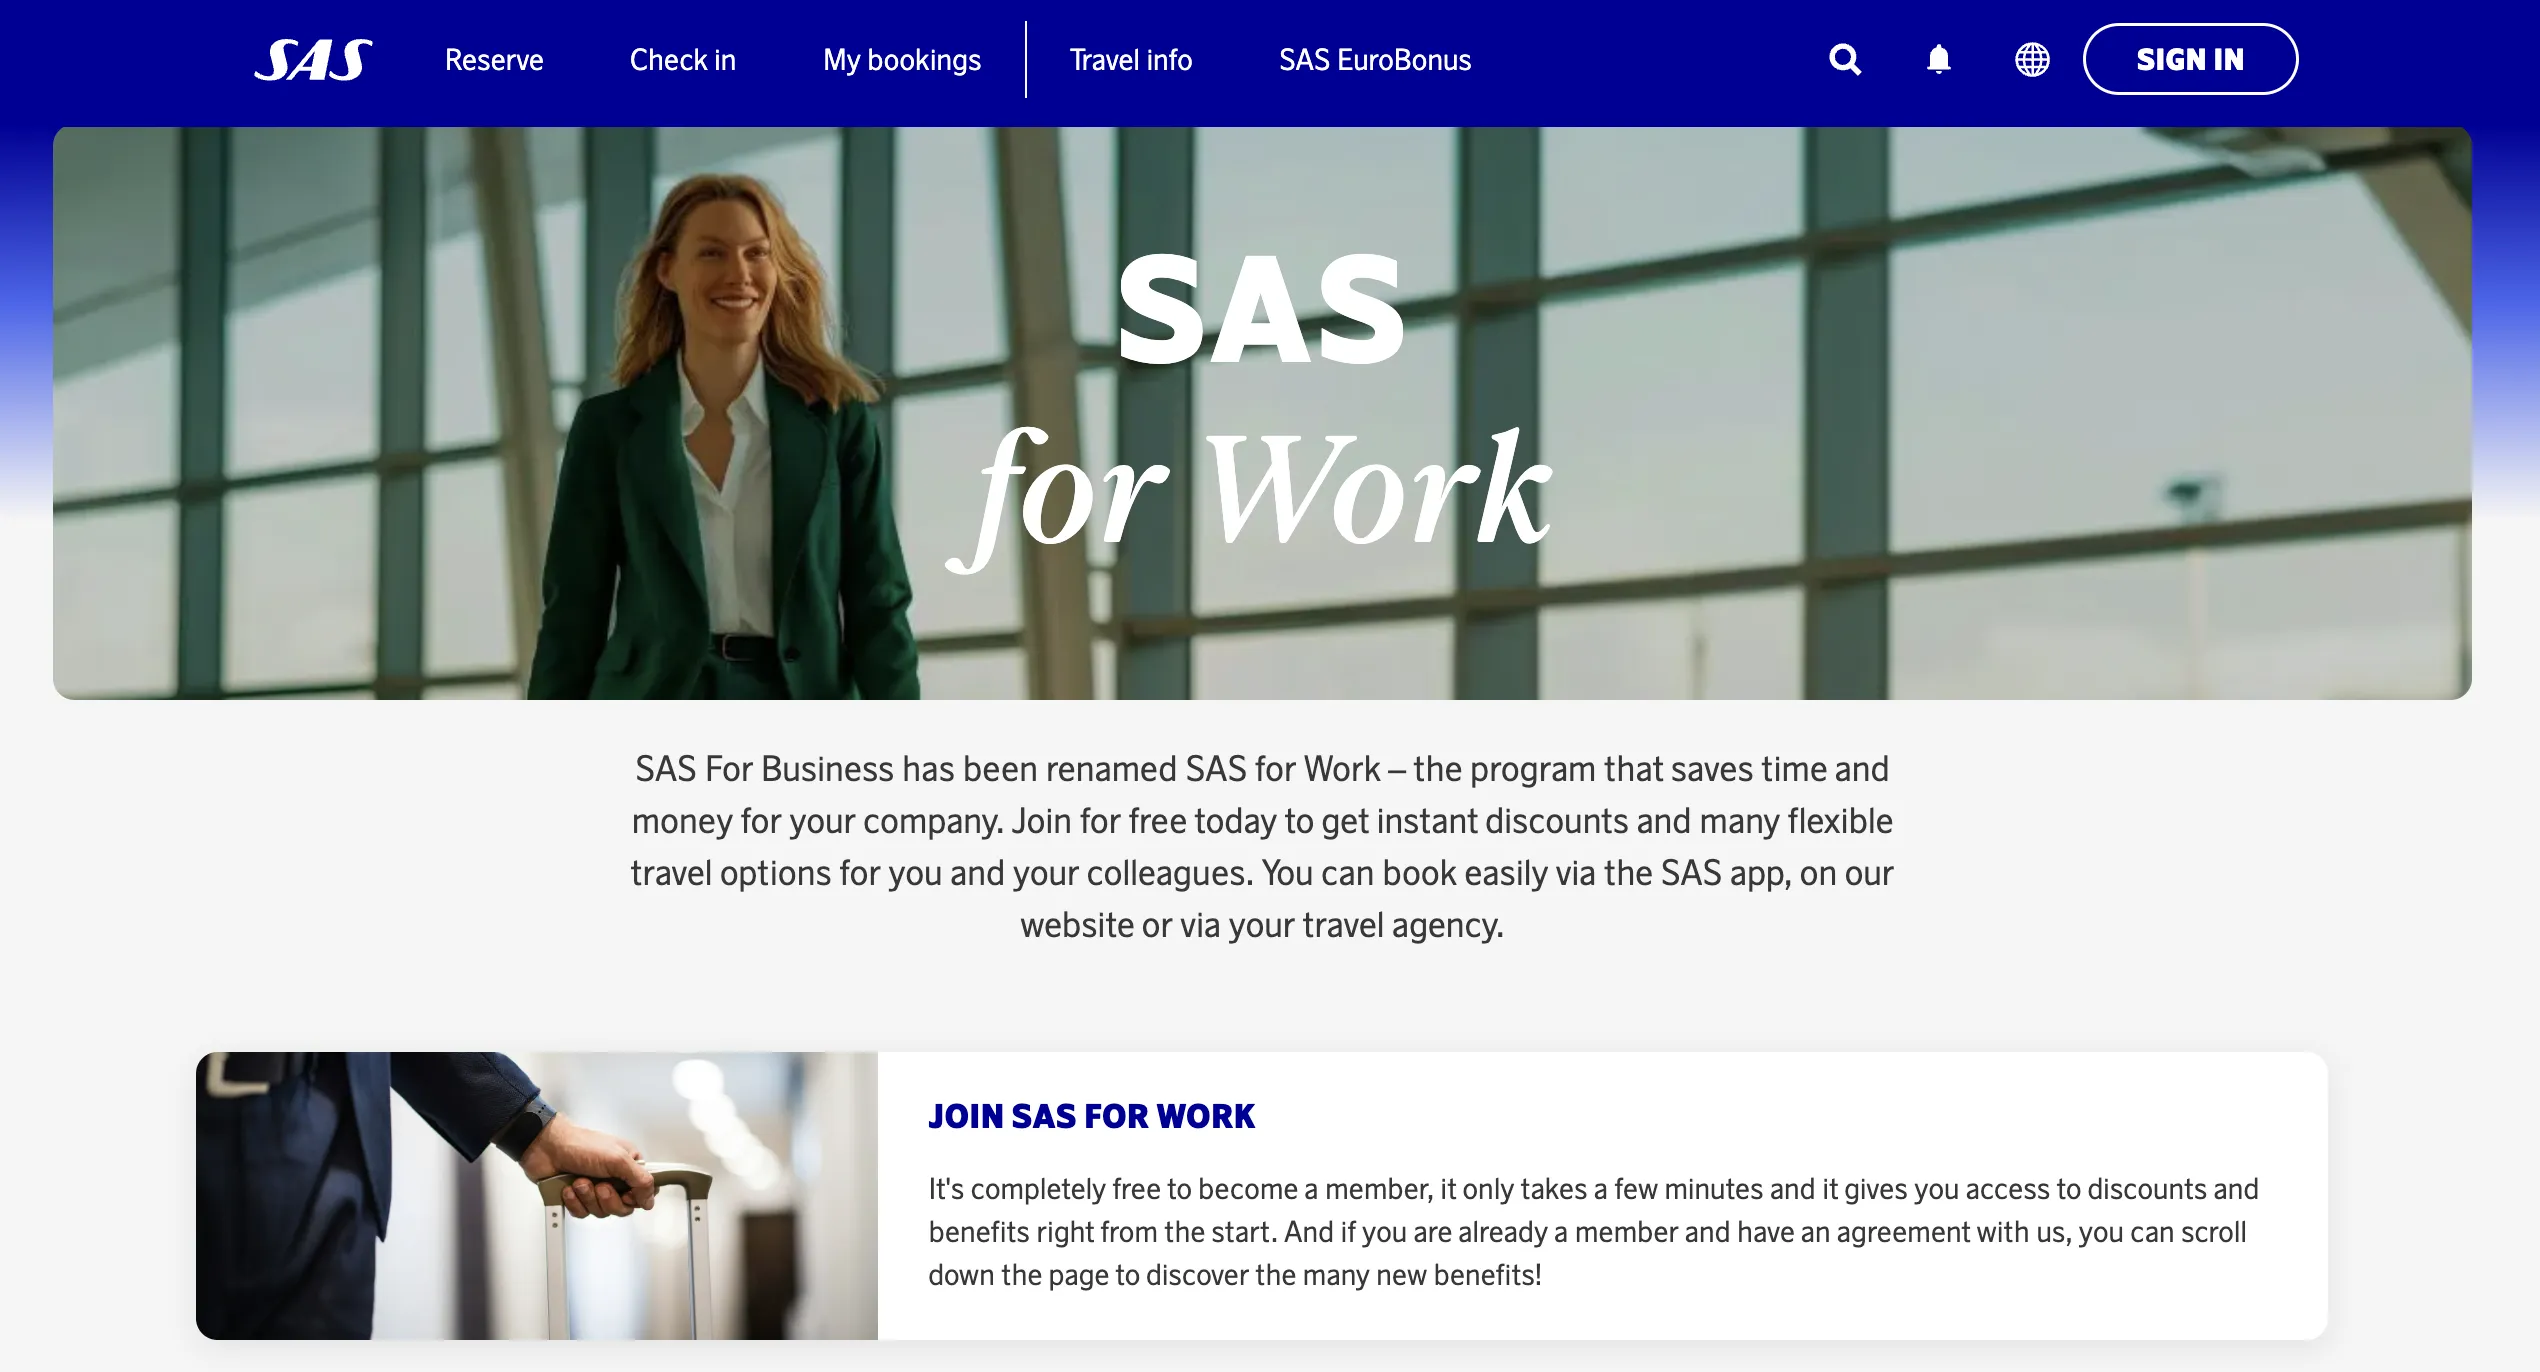 SAS
Reserve
Check in
My bookings
Travel info
SAS EuroBonus
SIGN IN
SAS
for Work
SAS For Business has been renamed SAS for Work – the program that saves time and
money for your company. Join for free today to get instant discounts and many flexible
travel options for you and your colleagues. You can book easily via the SAS app, on our
website or via your travel agency.
JOIN SAS FOR WORK
It's completely free to become a member, it only takes a few minutes and it gives you access to discounts and
benefits right from the start. And if you are already a member and have an agreement with us, you can scroll
down the page to discover the many new benefits!